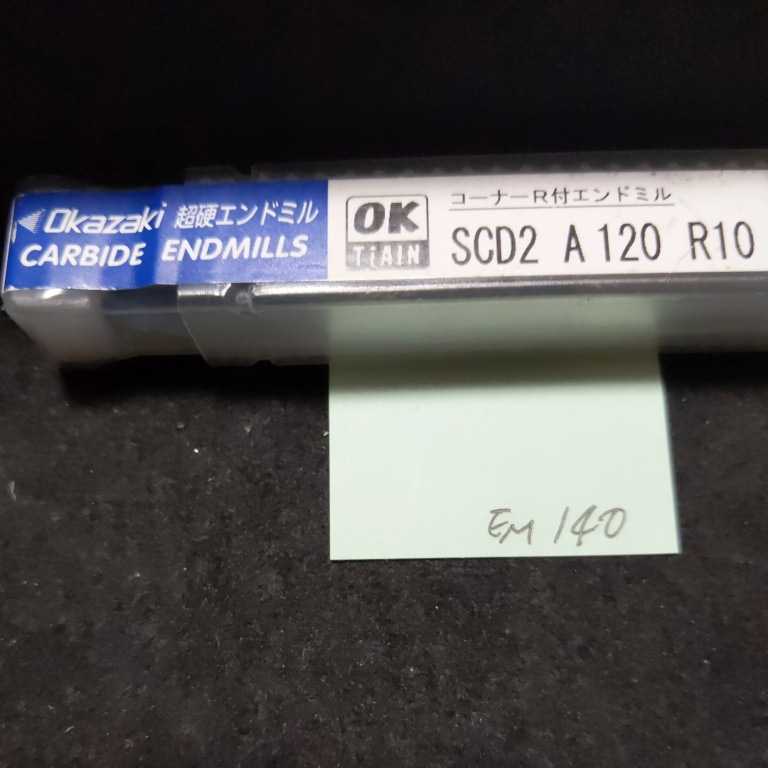 Okazaki 超硬エンドミル
CARBIDE ENDMILLS
OK
TiAlN
コーナーR付エンドミル
SCD2 A 120 R10
EM 140